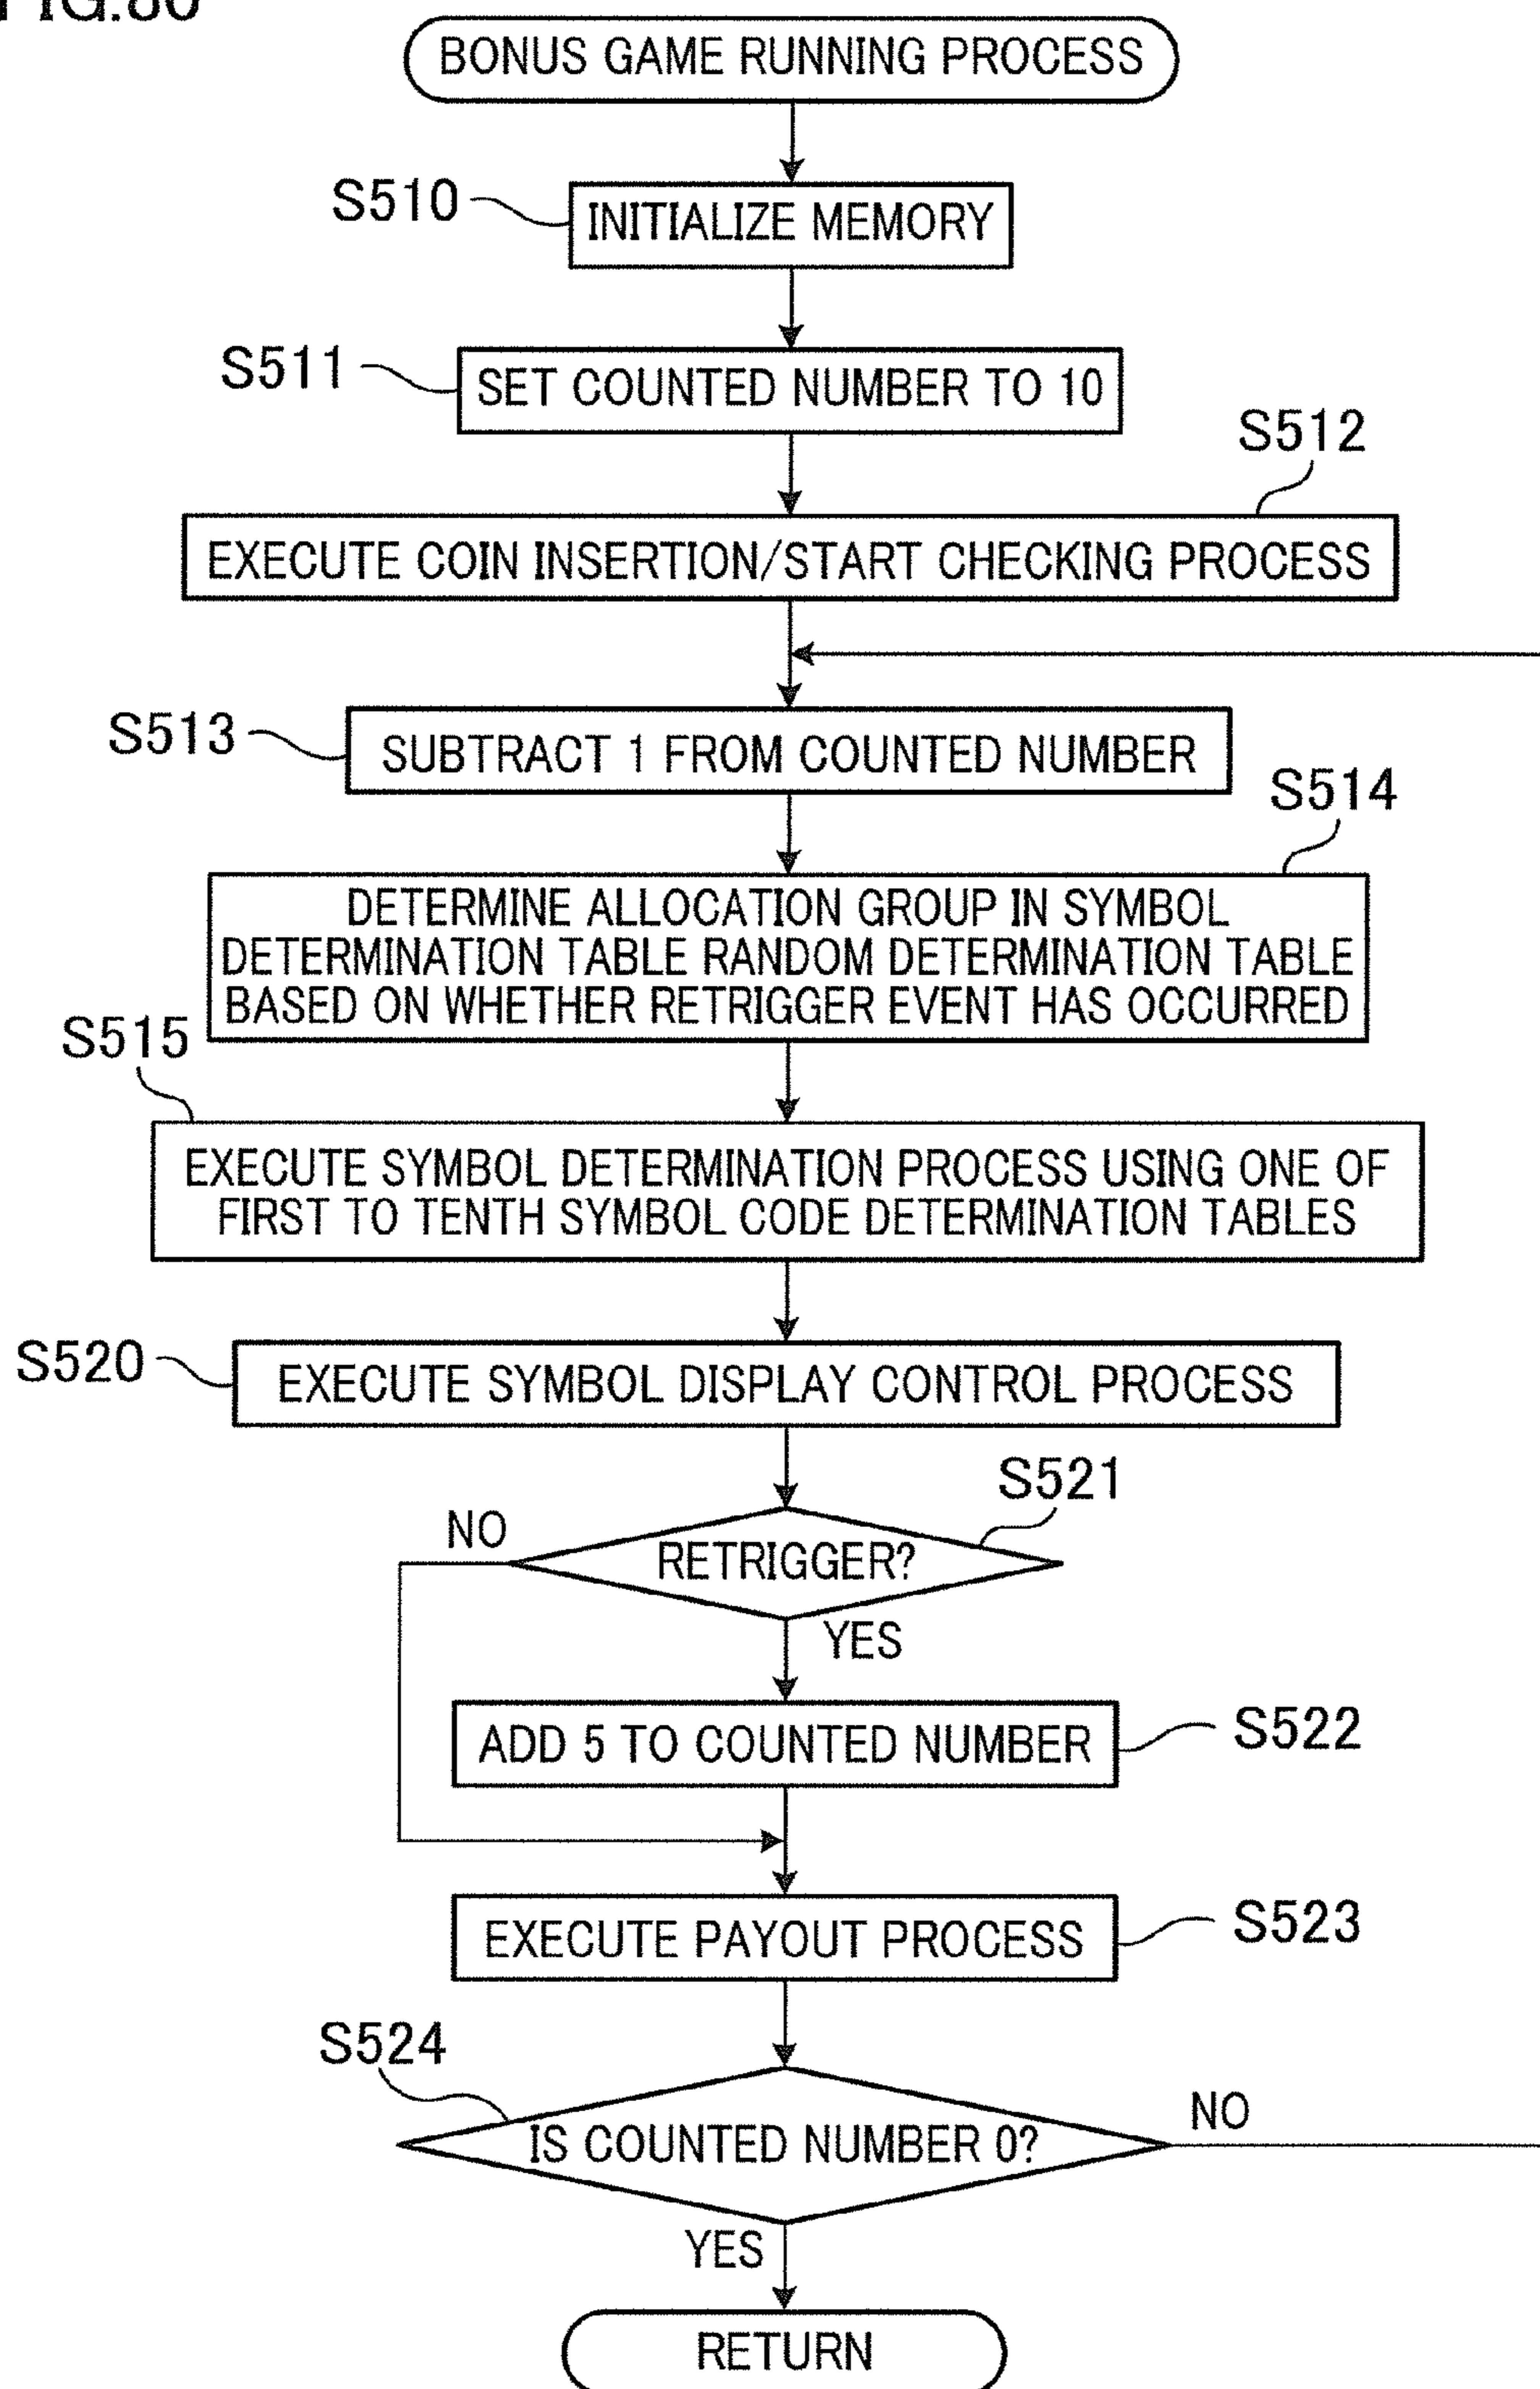 BONUS GAME RUNNING PROCESS
S510
INITIALIZE MEMORY
S511
SET COUNTED NUMBER TO 10
S512
EXECUTE COIN INSERTION/START CHECKING PROCESS
S513
SUBTRACT 1 FROM COUNTED NUMBER
S514
DETERMINE ALLOCATION GROUP IN SYMBOL
DETERMINATION TABLE RANDOM DETERMINATION TABLE
BASED ON WHETHER RETRIGGER EVENT HAS OCCURRED
S515
EXECUTE SYMBOL DETERMINATION PROCESS USING ONE OF
FIRST TO TENTH SYMBOL CODE DETERMINATION TABLES
S520
EXECUTE SYMBOL DISPLAY CONTROL PROCESS
S521
NO
RETRIGGER?
YES
ADD 5 TO COUNTED NUMBER
S522
EXECUTE PAYOUT PROCESS
S523
S524
IS COUNTED NUMBER 0?
NO
YES
RETURN